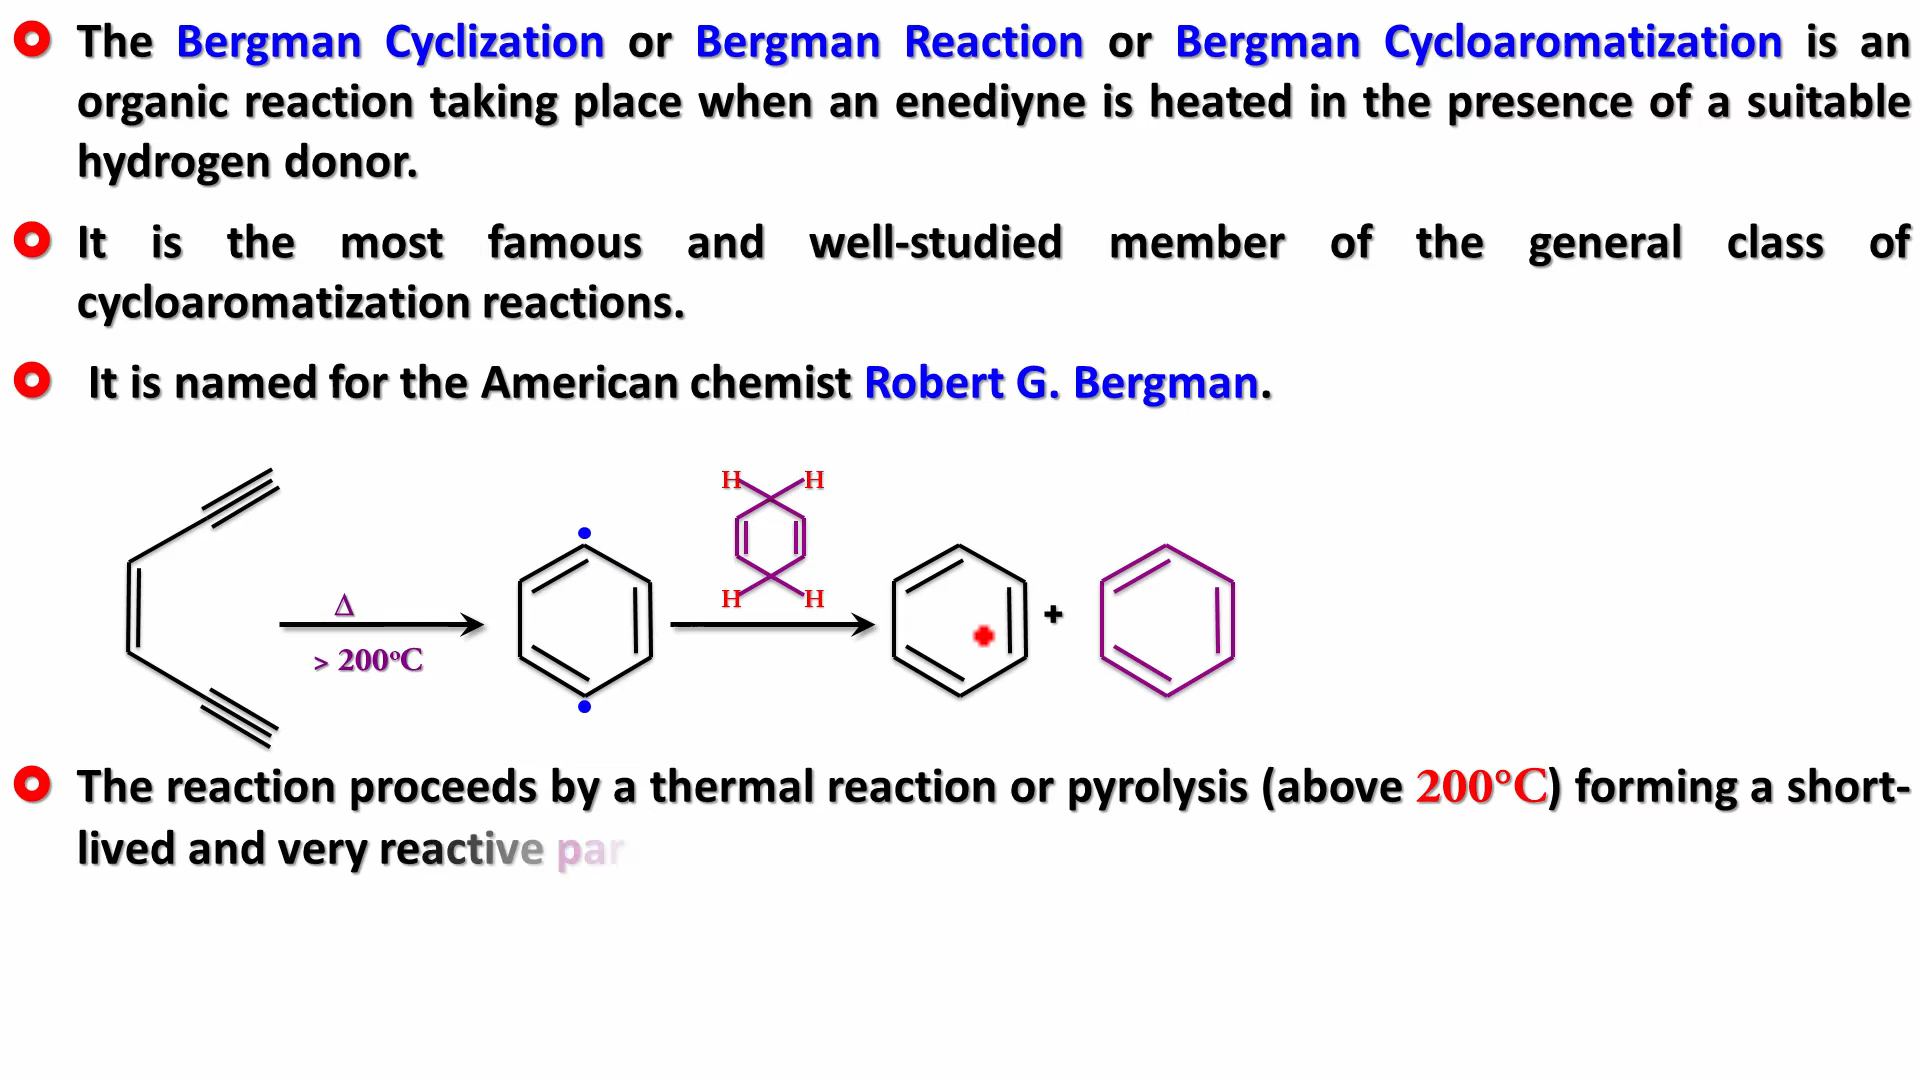 The Bergman Cyclization or Bergman Reaction or Bergman Cycloaromatization is an
organic reaction taking place when an enediyne is heated in the presence of a suitable
hydrogen donor.
It is the most famous and well-studied member of the general class of
cycloaromatization reactions.
It is named for the American chemist Robert G. Bergman.
H H
H H
Δ
> 200°C
+
The reaction proceeds by a thermal reaction or pyrolysis (above 200°C) forming a short-
lived and very reactive par